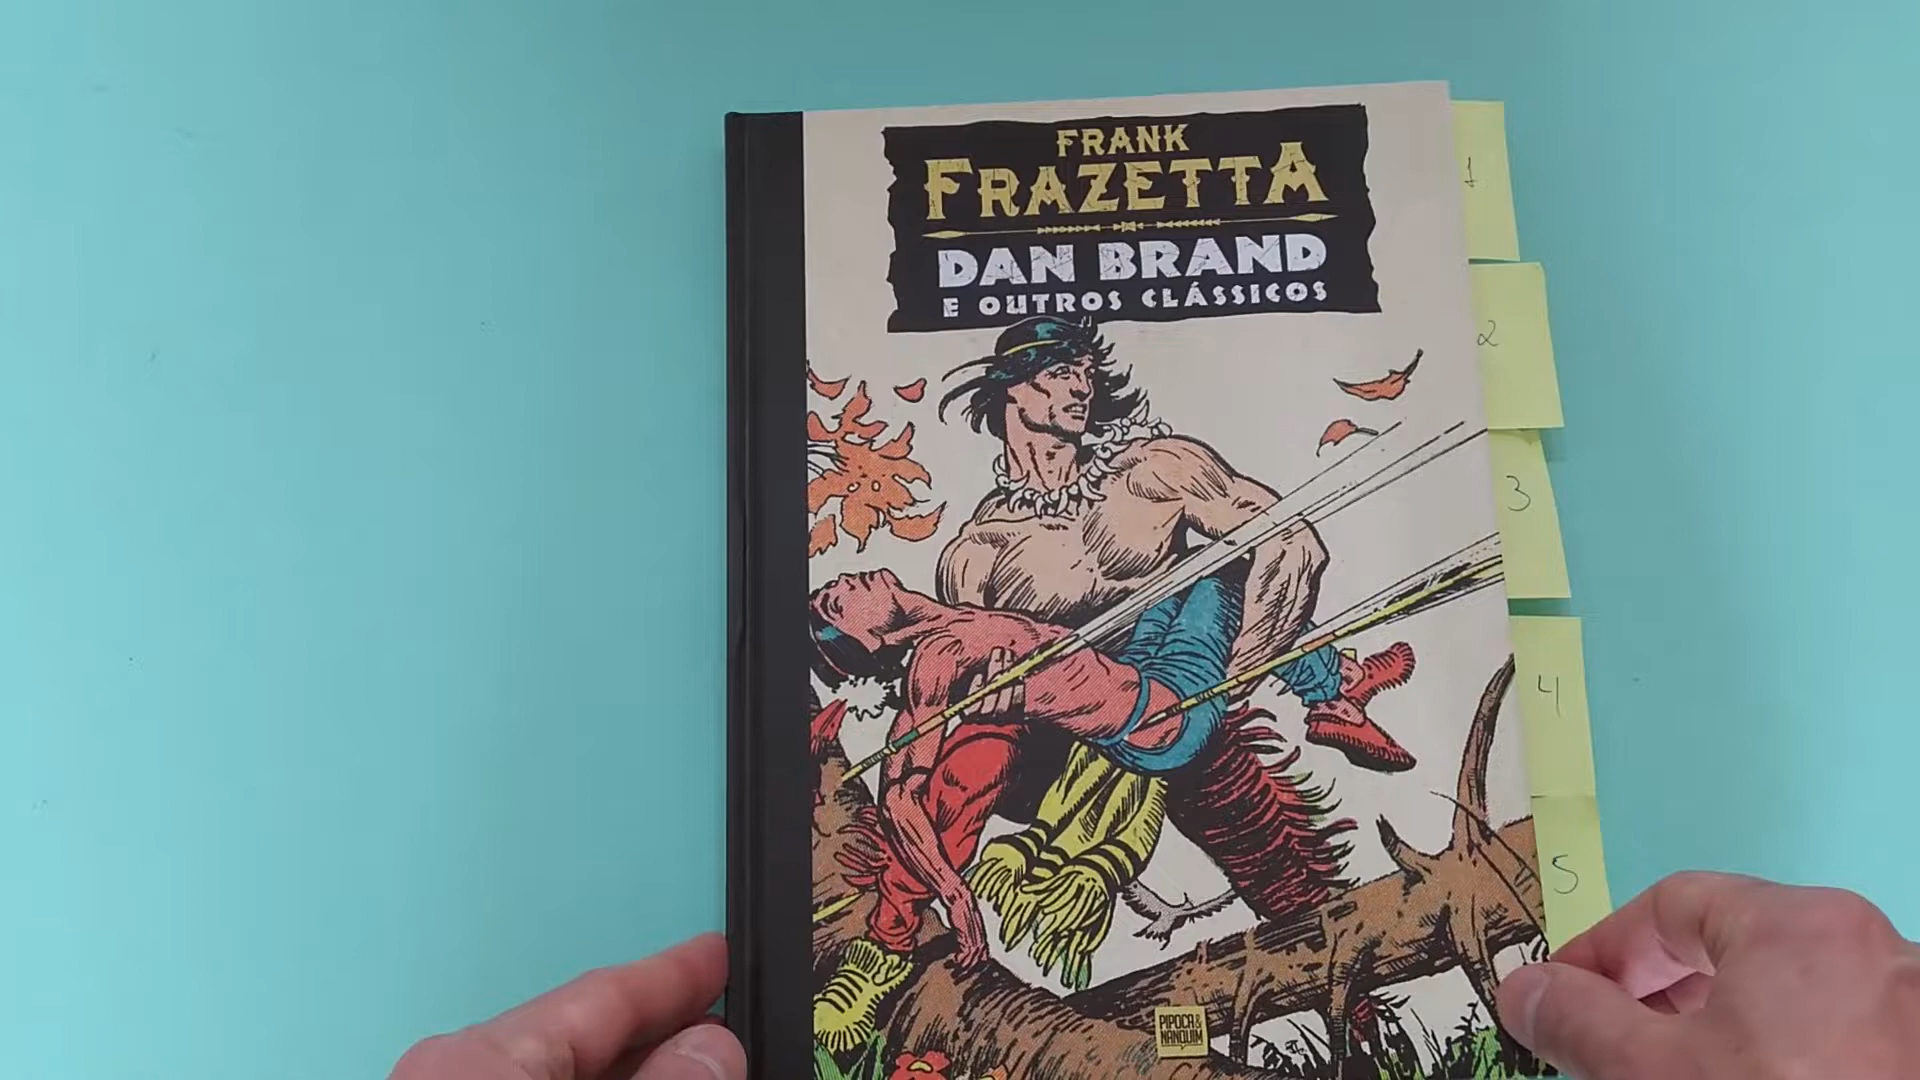 FRANK
FRAZETTA
DAN BRAND
E OUTROS CLÁSSICOS
1
2
3
4
5
PIPOCA &
NANQUIM